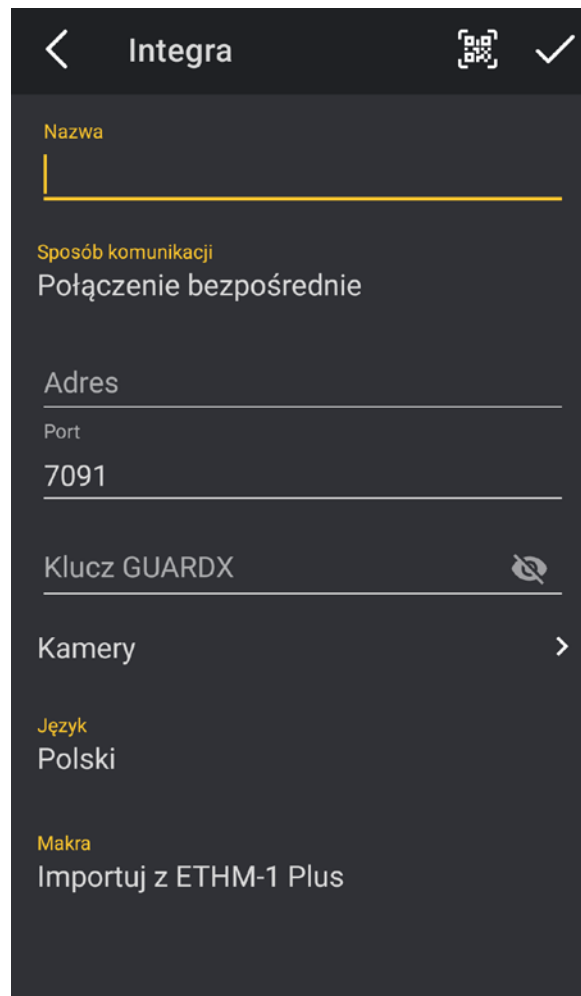 Integra
Nazwa
Sposób komunikacji
Połączenie bezpośrednie
Adres
Port
7091
Klucz GUARDX
Kamery
Język
Polski
Makra
Importuj z ETHM-1 Plus